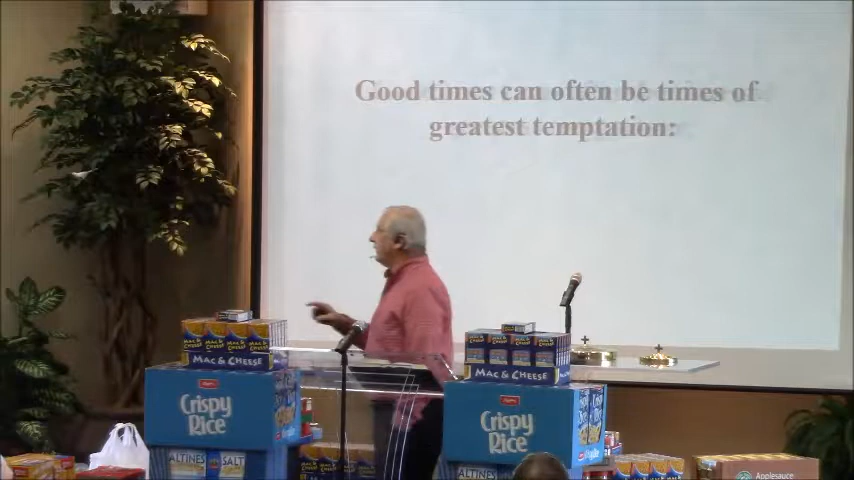 Good times can often be times of
greatest temptation:
MAC & CHEESE
Crispy
Rice
SALT
MAC & CHEESE
Crispy
Rice
Applesauce